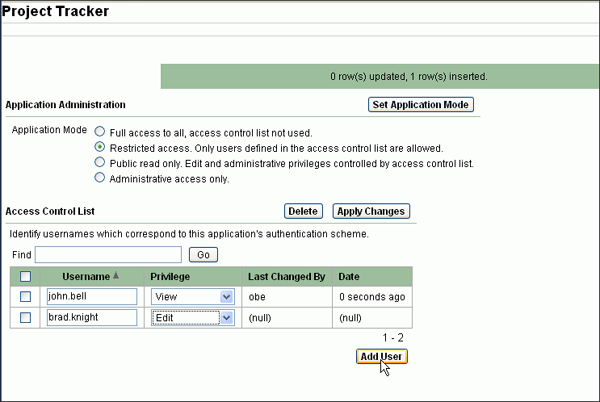 Project Tracker
0 row(s) updated, 1 row(s) inserted.
Application Administration Set Application Mode
Application Mode Full access to all, access control list not used.
Restricted access. Only users defined in the access control list are allowed.
Public read only. Edit and administrative privileges controlled by access control list.
Administrative access only.
Access Control List Delete Apply Changes
Identify usernames which correspond to this application's authentication scheme.
Find Go
Username Privilege Last Changed By Date
john.bell View obe 0 seconds ago
brad.knight Edit (null) (null)
1 - 2
Add User